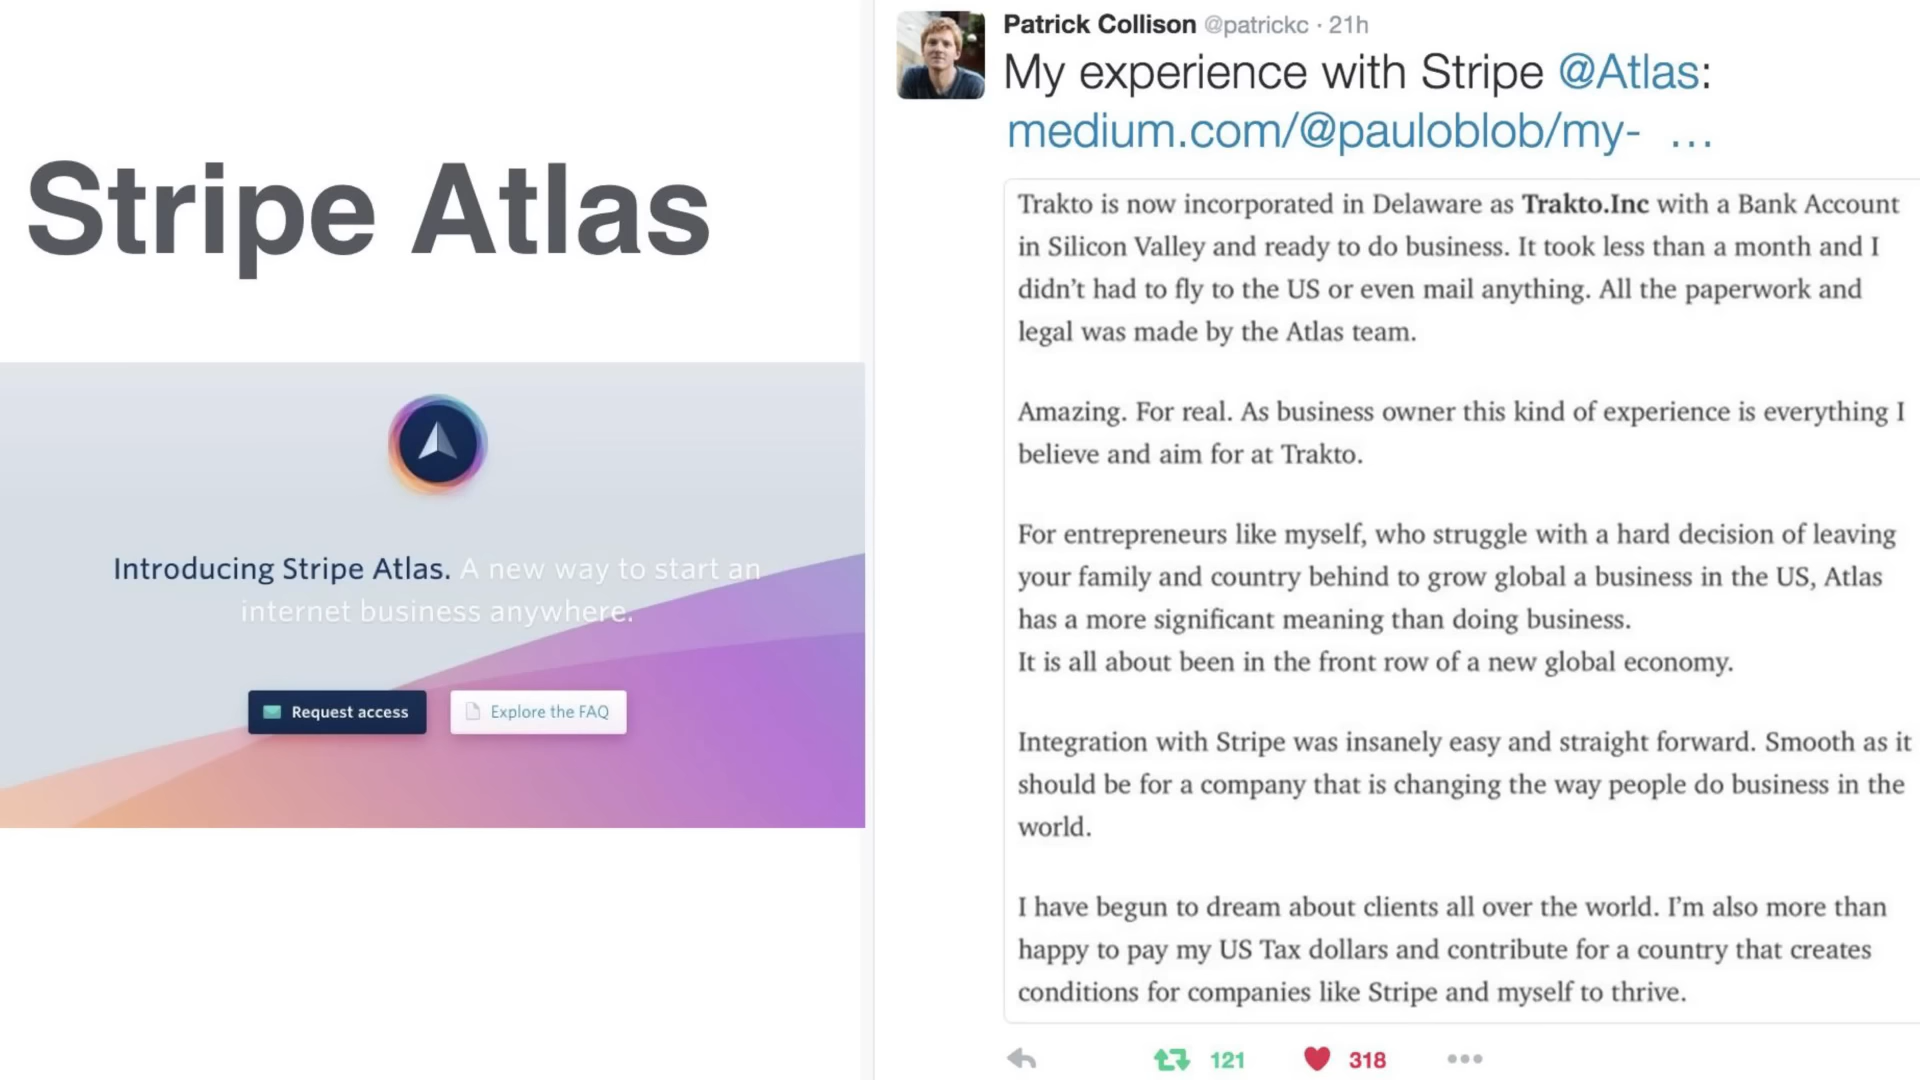 Stripe Atlas
Introducing Stripe Atlas. A new way to start an
internet business anywhere.
Request access
Explore the FAQ
Patrick Collison @patrickc · 21h
My experience with Stripe @Atlas:
medium.com/@pauloblob/my- …
Trakto is now incorporated in Delaware as Trakto.Inc with a Bank Account
in Silicon Valley and ready to do business. It took less than a month and I
didn't had to fly to the US or even mail anything. All the paperwork and
legal was made by the Atlas team.
Amazing. For real. As business owner this kind of experience is everything I
believe and aim for at Trakto.
For entrepreneurs like myself, who struggle with a hard decision of leaving
your family and country behind to grow global a business in the US, Atlas
has a more significant meaning than doing business.
It is all about been in the front row of a new global economy.
Integration with Stripe was insanely easy and straight forward. Smooth as it
should be for a company that is changing the way people do business in the
world.
I have begun to dream about clients all over the world. I'm also more than
happy to pay my US Tax dollars and contribute for a country that creates
conditions for companies like Stripe and myself to thrive.
121 318